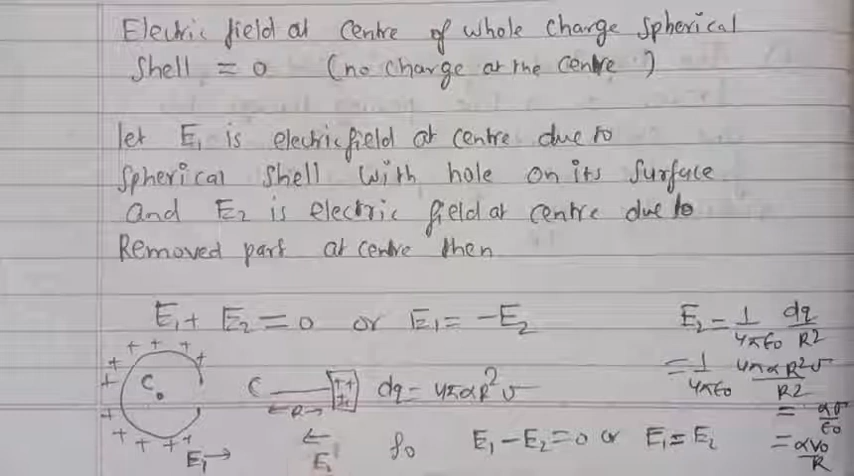 Electric field at centre of whole charge spherical
shell = 0 (no charge at the centre)
let E₁ is electricfield at centre due to
spherical shell with hole on its surface
and E₂ is electric field at centre due to
Removed part at centre then
E₁ + E₂ = 0 or E₁ = -E₂
E₂ = 1/4πϵ₀ dq/R2
= 1/4πϵ₀ 4παR²σ/R2
= ασ/ϵ₀
= αV₀/R
+ + + + + + + + + +
C₀
E₁→
C
←R→
++
dq = 4παR²σ
←
So E₁ - E₂ = 0 or E₁ = E₂